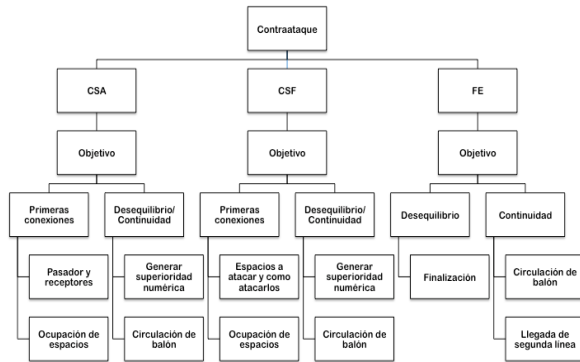 Contraataque
CSA
CSF
FE
Objetivo
Objetivo
Objetivo
Primeras
conexiones
Desequilibrio/
Continuidad
Primeras
conexiones
Desequilibrio/
Continuidad
Desequilibrio
Continuidad
Pasador y
receptores
Generar
superioridad
numérica
Espacios a
atacar y como
atacarlos
Generar
superioridad
numérica
Finalización
Circulación de
balón
Ocupación de
espacios
Circulación de
balón
Ocupación de
espacios
Circulación de
balón
Llegada de
segunda línea